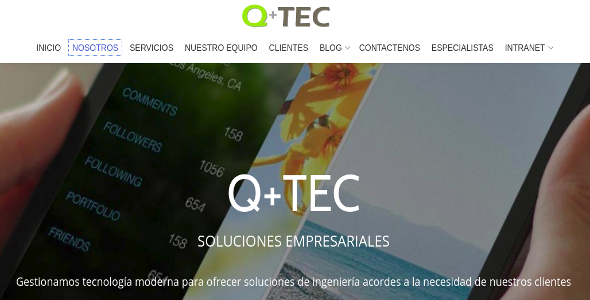 Q+TEC
INICIO NOSOTROS SERVICIOS NUESTRO EQUIPO CLIENTES BLOG CONTACTENOS ESPECIALISTAS INTRANET
Los Angeles, CA
COMMENTS 158
FOLLOWERS 1056
FOLLOWING 654
PORTFOLIO 158
FRIENDS 654
Q+TEC
SOLUCIONES EMPRESARIALES
Gestionamos tecnología moderna para ofrecer soluciones de Ingeniería acordes a la necesidad de nuestros clientes